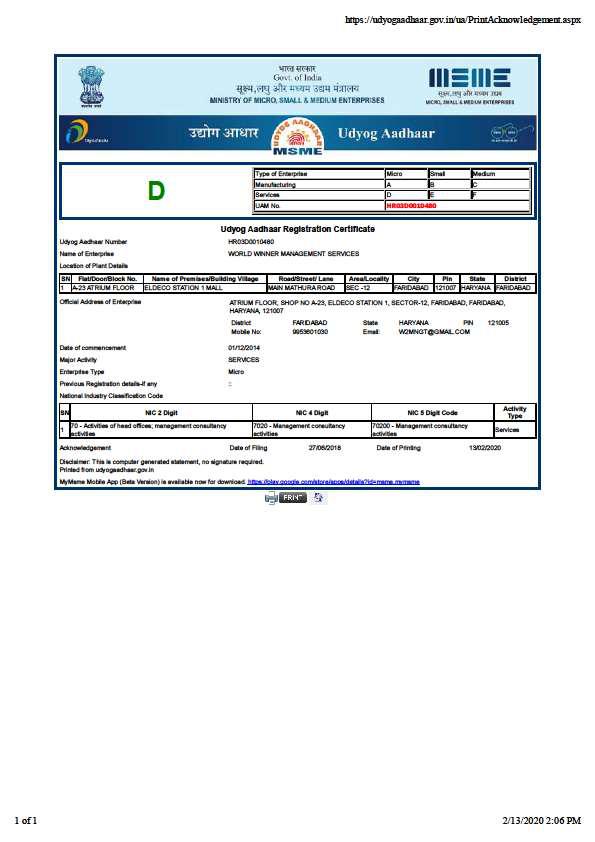 https://udyogaadhaar.gov.in/ua/PrintAcknowledgement.aspx
भारत सरकार
Govt. of India
सूक्ष्म,लघु और मध्यम उद्यम मंत्रालय
MINISTRY OF MICRO, SMALL & MEDIUM ENTERPRISES
सूक्ष्म,लघु और मध्यम उद्यम
MICRO, SMALL & MEDIUM ENTERPRISES
उद्योग आधार UDYOG AADHAAR Udyog Aadhaar
MSME
D
Type of Enterprise Micro Small Medium
Manufacturing A B C
Services D E F
UAM No. HR03D0010480
Udyog Aadhaar Registration Certificate
Udyog Aadhaar Number HR03D0010480
Name of Enterprise WORLD WINNER MANAGEMENT SERVICES
Location of Plant Details
SN Flat/Door/Block No. Name of Premises/Building Village Road/Street/ Lane Area/Locality City Pin State District
1 A-23 ATRIUM FLOOR ELDECO STATION 1 MALL MAIN MATHURA ROAD SEC -12 FARIDABAD 121007 HARYANA FARIDABAD
Official Address of Enterprise ATRIUM FLOOR, SHOP NO A-23, ELDECO STATION 1, SECTOR-12, FARIDABAD, FARIDABAD,
HARYANA, 121007
District FARIDABAD State HARYANA PIN 121005
Mobile No: 9953601030 Email: W2MNGT@GMAIL.COM
Date of commencement 01/12/2014
Major Activity SERVICES
Enterprise Type Micro
Previous Registration details-if any ::
National Industry Classification Code
SN NIC 2 Digit NIC 4 Digit NIC 5 Digit Code Activity Type
1 70 - Activities of head offices; management consultancy activities 7020 - Management consultancy activities 70200 - Management consultancy activities Services
Acknowledgement Date of Filing 27/06/2018 Date of Printing 13/02/2020
Disclaimer: This is computer generated statement, no signature required.
Printed from udyogaadhaar.gov.in
MyMsme Mobile App (Beta Version) is available now for download. https://play.google.com/store/apps/details?id=msme.mymsme
PRINT
1 of 1 2/13/2020 2:06 PM